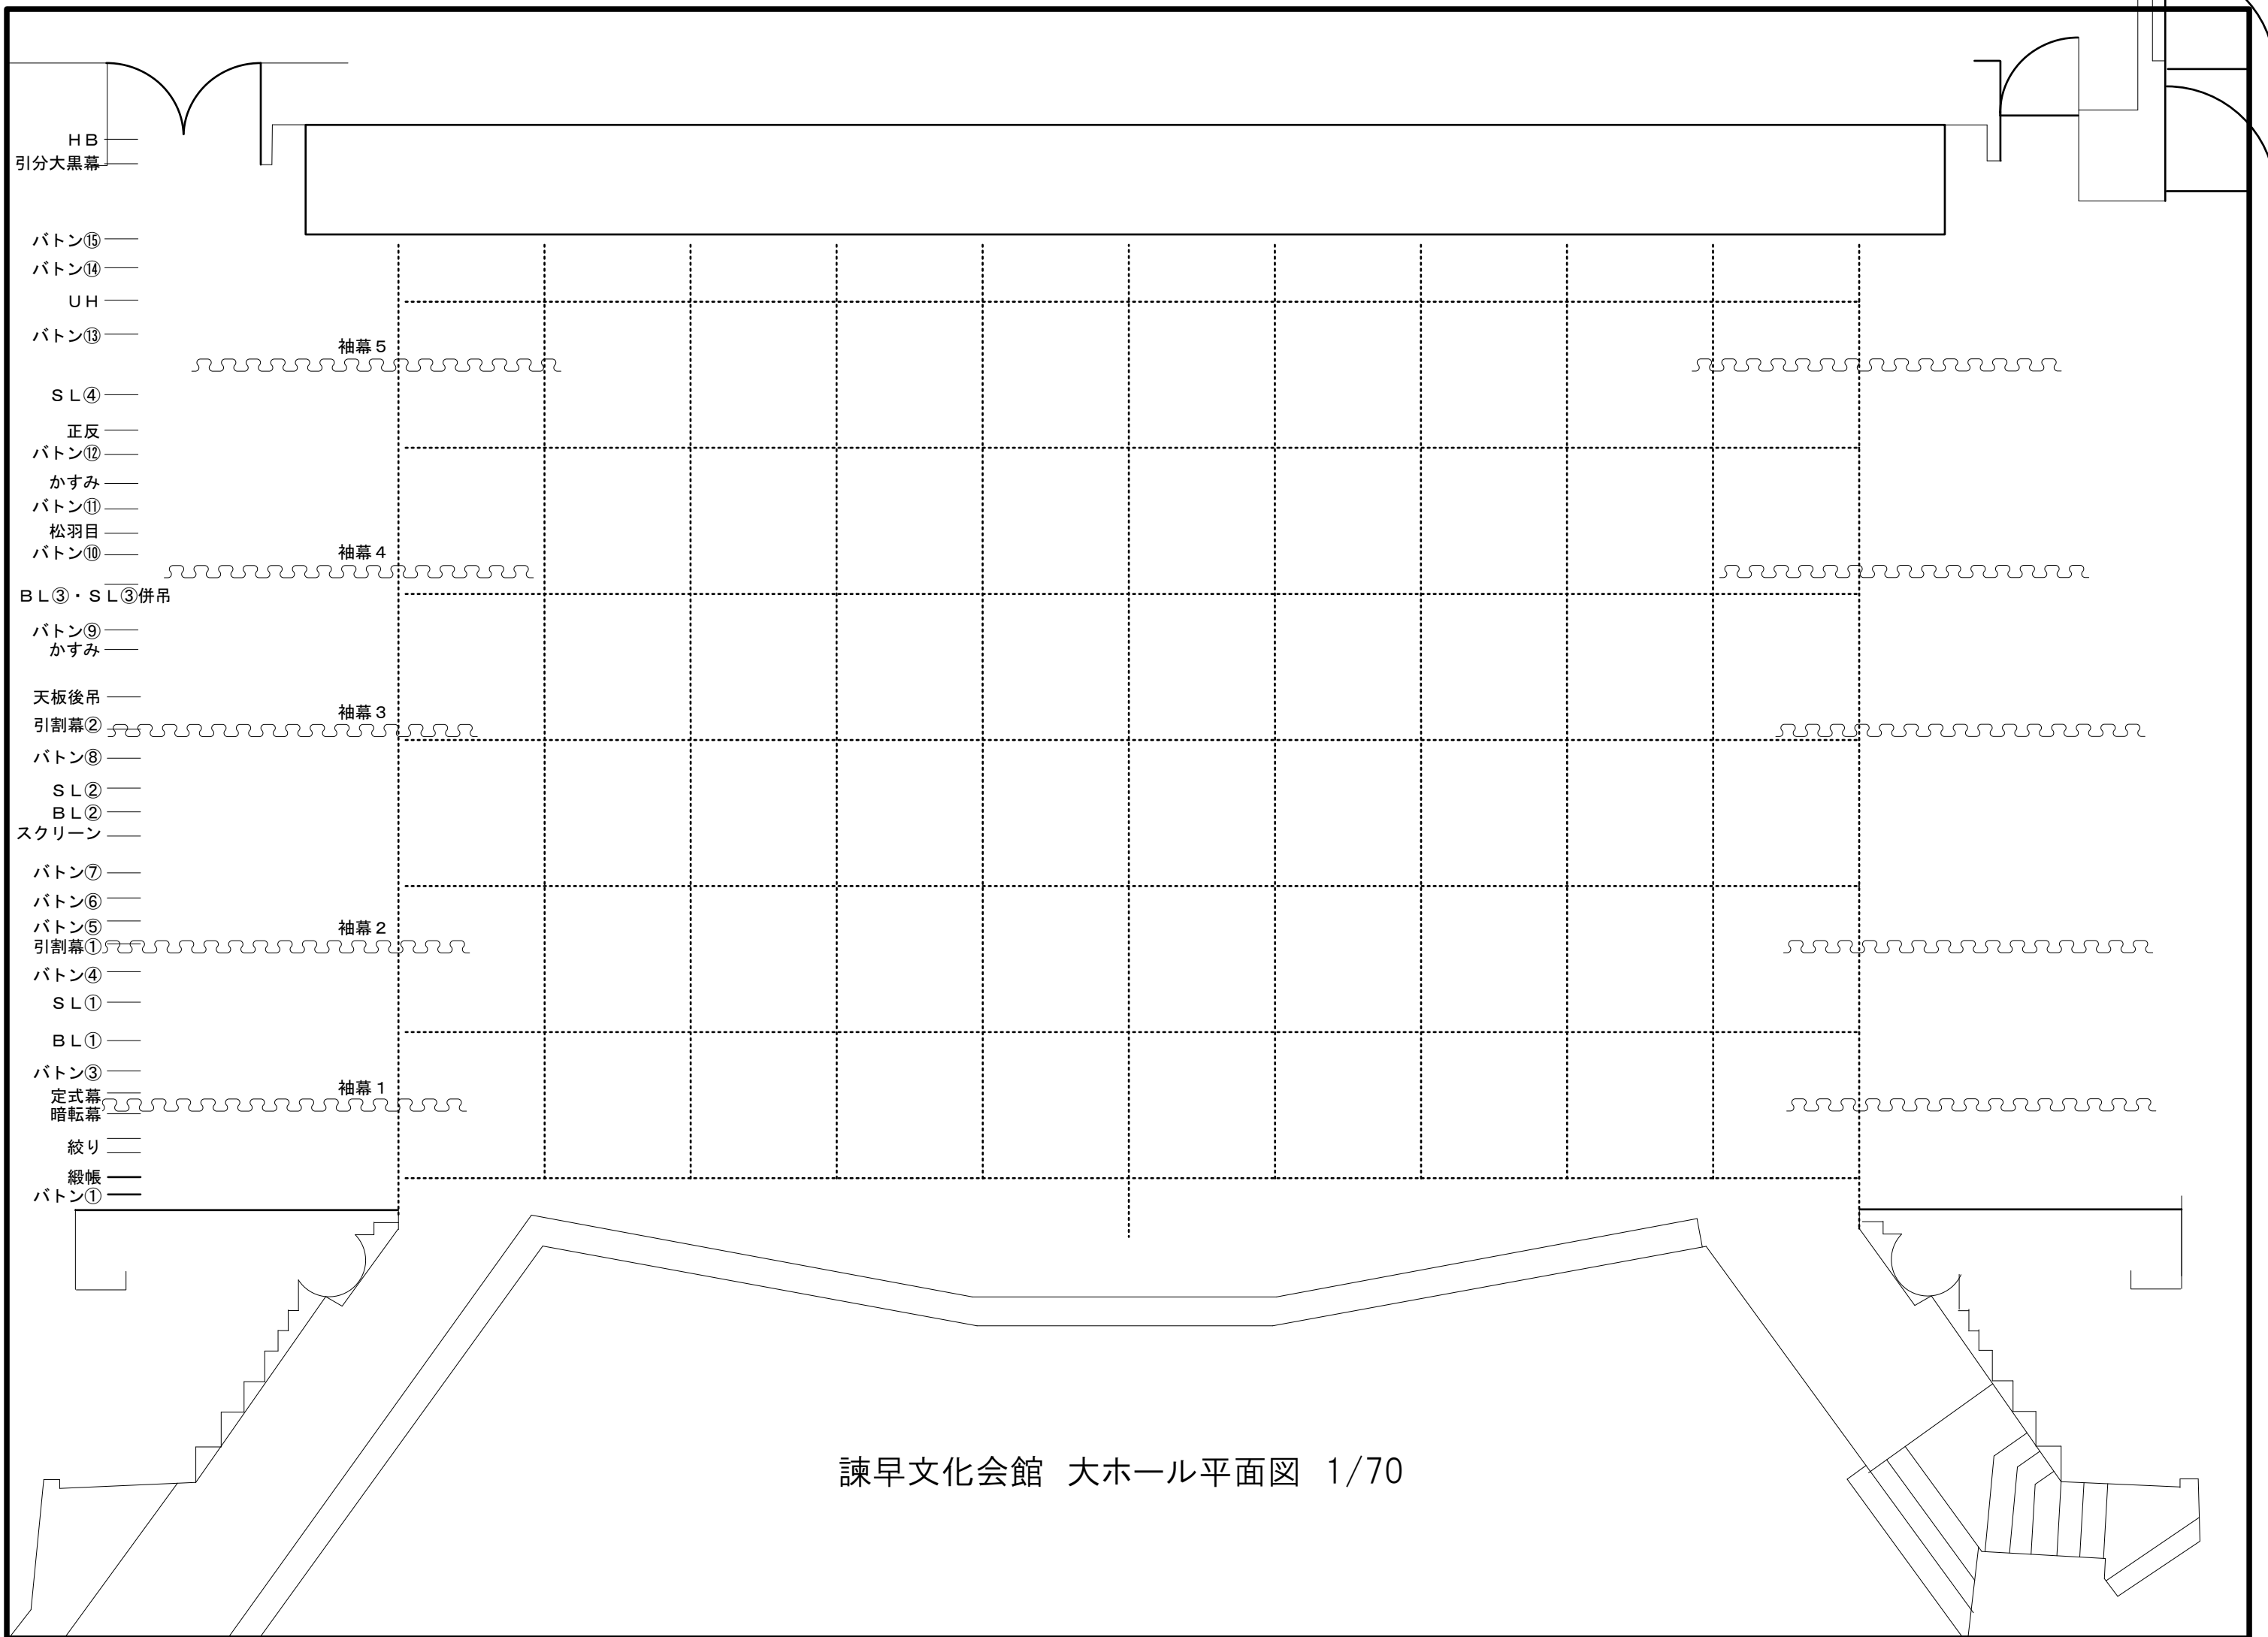 ＨＢ
引分大黒幕
バトン⑮
バトン⑭
ＵＨ
バトン⑬
袖幕５
ＳＬ④
正反
バトン⑫
かすみ
バトン⑪
松羽目
バトン⑩
袖幕４
ＢＬ③・ＳＬ③併吊
バトン⑨
かすみ
天板後吊
袖幕３
引割幕②
バトン⑧
ＳＬ②
ＢＬ②
スクリーン
バトン⑦
バトン⑥
バトン⑤
袖幕２
引割幕①
バトン④
ＳＬ①
ＢＬ①
バトン③
袖幕１
定式幕
暗転幕
絞り
緞帳
バトン①
諫早文化会館 大ホール平面図 1/70